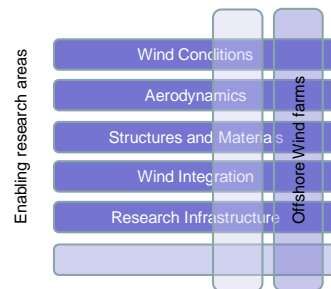 Enabling research areas
Wind Conditions
Aerodynamics
Structures and Materials
Wind Integration
Research Infrastructure
Offshore Wind farms